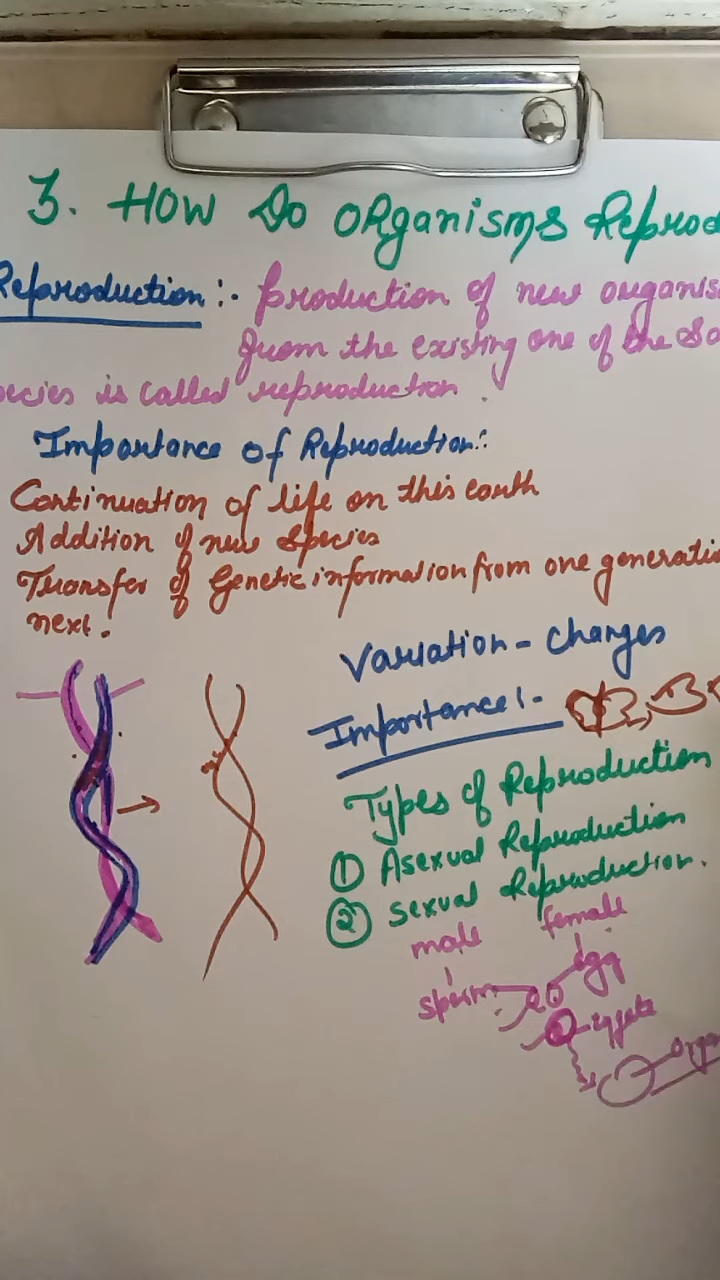 3. HOW Do ORganisms Reprod
Reproduction :- Production of new organis
from the existing one of the Sa
ecies is called reproduction.
Importance of Reproduction:-
Continuation of life on this earth
Addition of new species
Transfer of Genetic information from one generatio
next.
Variation - Changes
Importance :-
Types of Reproduction
① Asexual Reproduction
② Sexual Reproduction.
male female
sperm egg
zygote
Orga